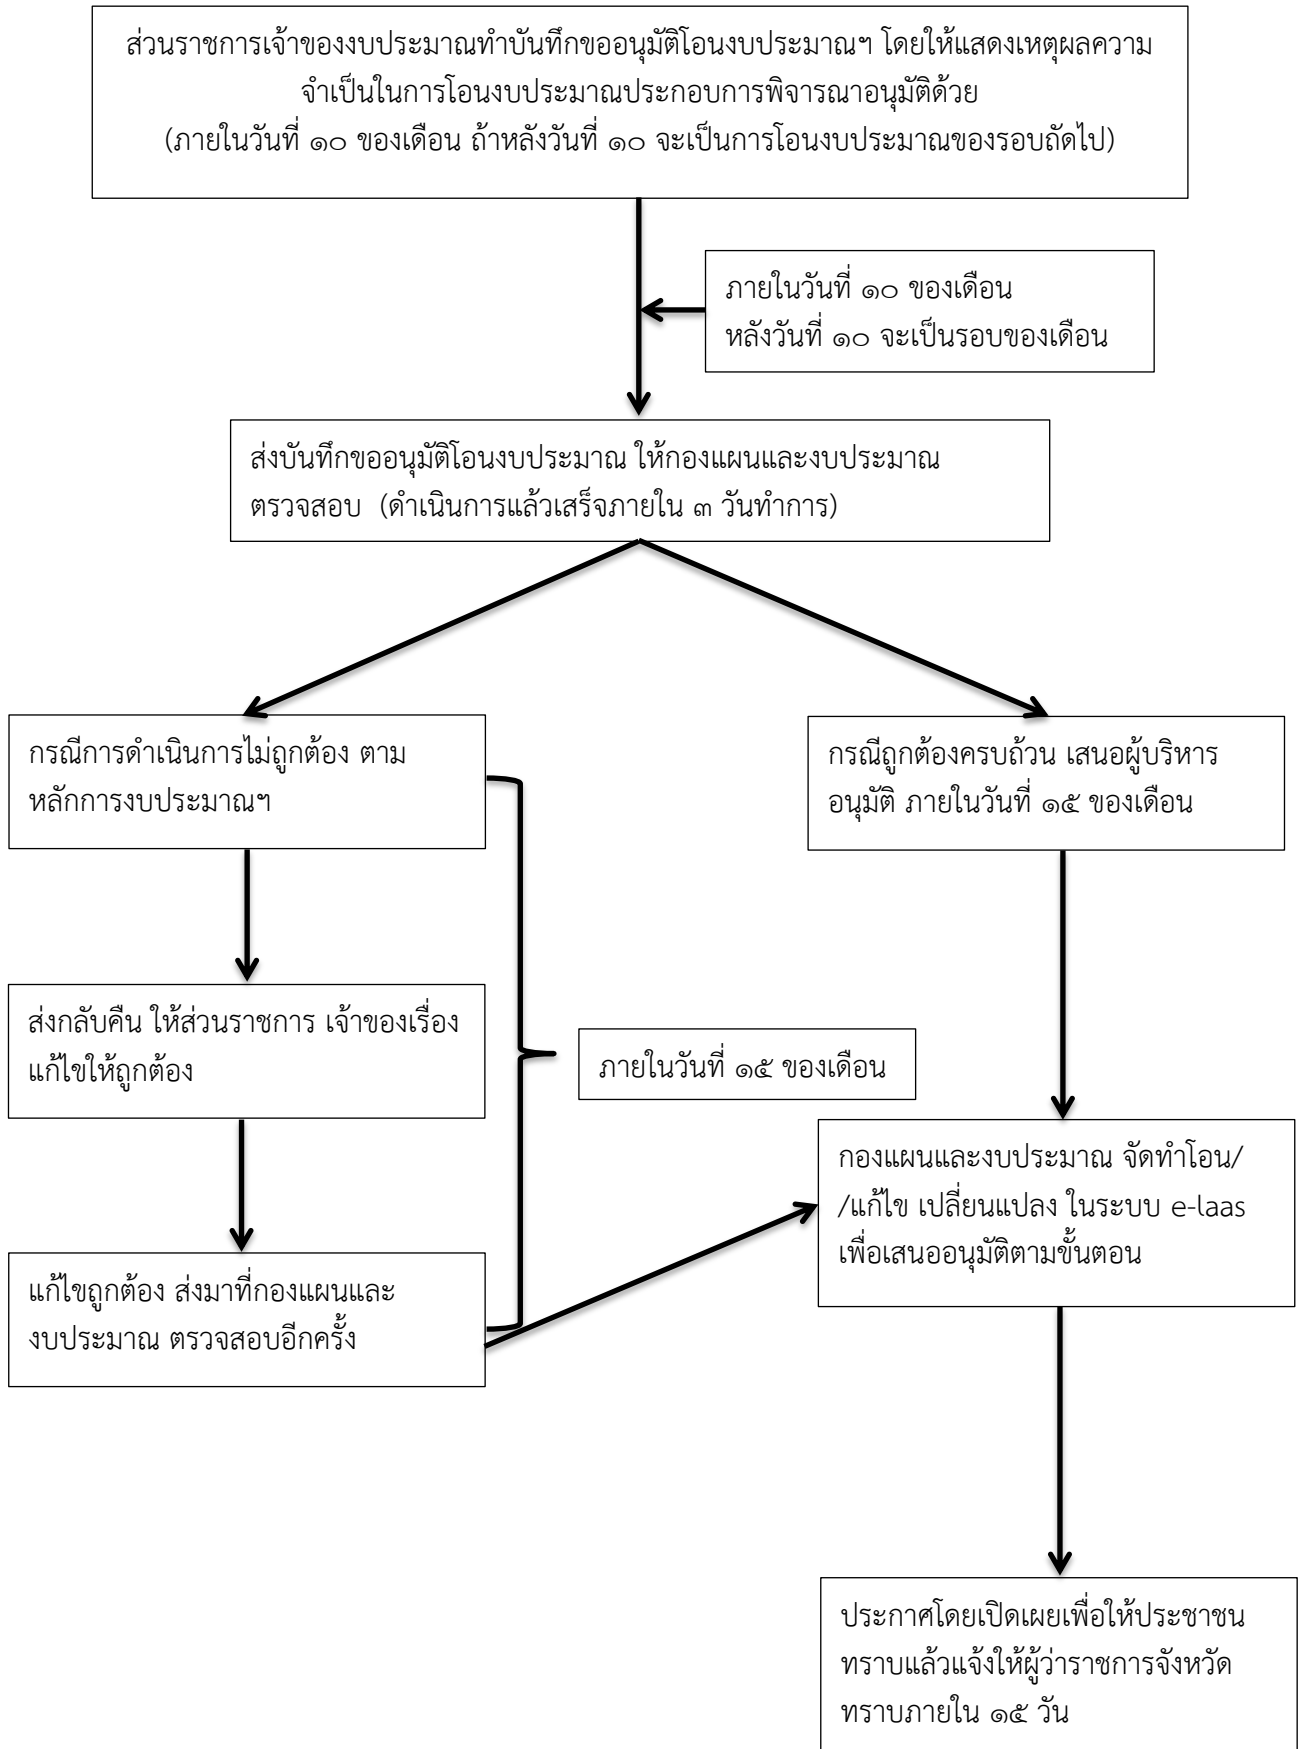 ส่วนราชการเจ้าของงบประมาณทำบันทึกขออนุมัติโอนงบประมาณฯ โดยให้แสดงเหตุผลความ
จำเป็นในการโอนงบประมาณประกอบการพิจารณาอนุมัติด้วย
(ภายในวันที่ ๑๐ ของเดือน ถ้าหลังวันที่ ๑๐ จะเป็นการโอนงบประมาณของรอบถัดไป)
ภายในวันที่ ๑๐ ของเดือน
หลังวันที่ ๑๐ จะเป็นรอบของเดือน
ส่งบันทึกขออนุมัติโอนงบประมาณ ให้กองแผนและงบประมาณ
ตรวจสอบ (ดำเนินการแล้วเสร็จภายใน ๓ วันทำการ)
กรณีการดำเนินการไม่ถูกต้อง ตาม
หลักการงบประมาณฯ
กรณีถูกต้องครบถ้วน เสนอผู้บริหาร
อนุมัติ ภายในวันที่ ๑๕ ของเดือน
ส่งกลับคืน ให้ส่วนราชการ เจ้าของเรื่อง
แก้ไขให้ถูกต้อง
ภายในวันที่ ๑๕ ของเดือน
กองแผนและงบประมาณ จัดทำโอน/
/แก้ไข เปลี่ยนแปลง ในระบบ e-laas
เพื่อเสนออนุมัติตามขั้นตอน
แก้ไขถูกต้อง ส่งมาที่กองแผนและ
งบประมาณ ตรวจสอบอีกครั้ง
ประกาศโดยเปิดเผยเพื่อให้ประชาชน
ทราบแล้วแจ้งให้ผู้ว่าราชการจังหวัด
ทราบภายใน ๑๕ วัน